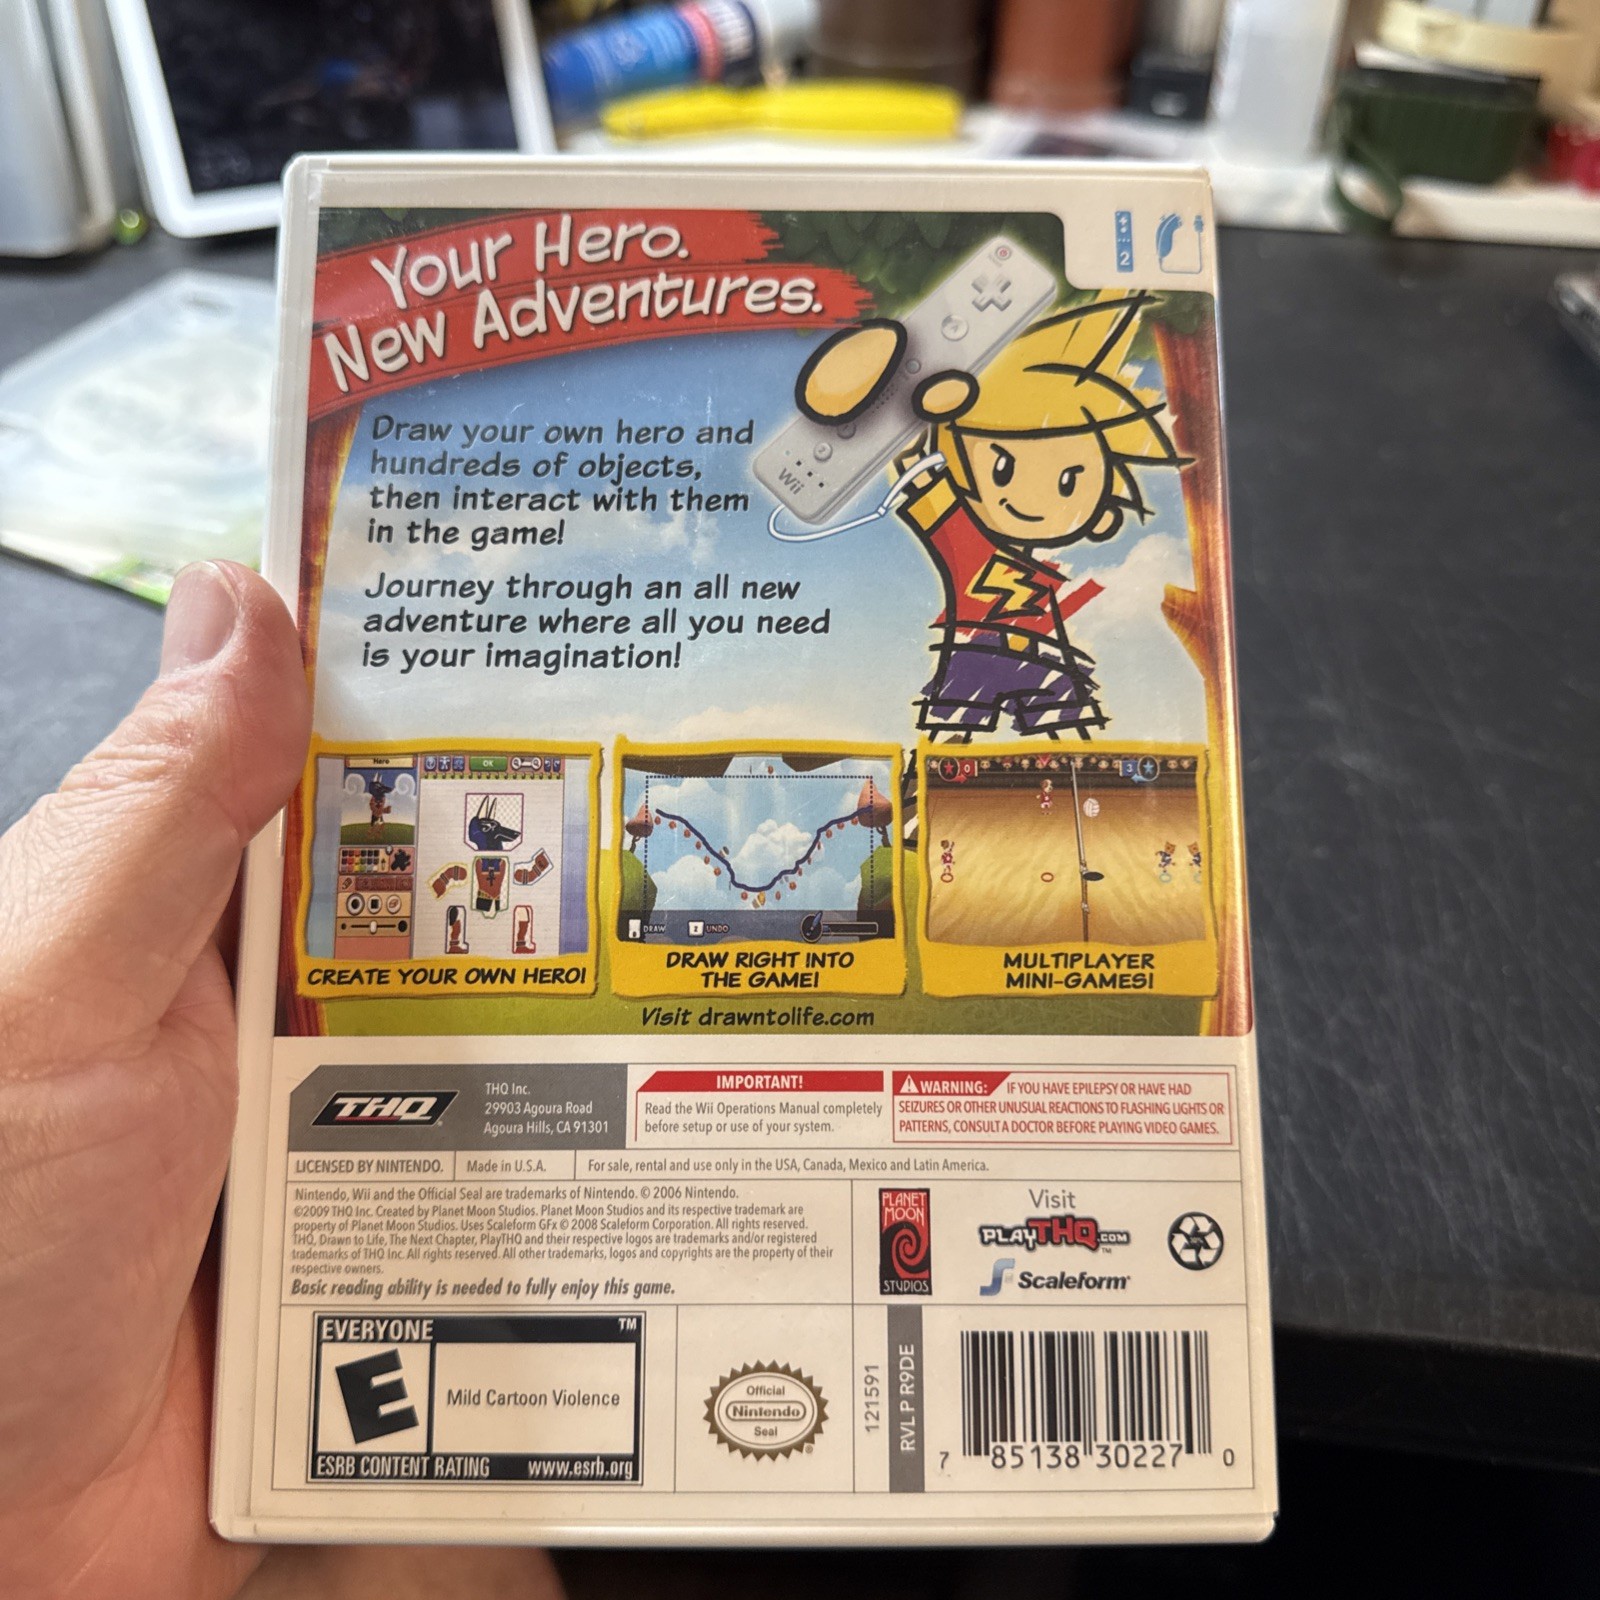 Your Hero.
New Adventures.
2
Wii
Draw your own hero and
hundreds of objects,
then interact with them
in the game!
Journey through an all new
adventure where all you need
is your imagination!
Hero
OK
DRAW
UNDO
0
3
CREATE YOUR OWN HERO!
DRAW RIGHT INTO
THE GAME!
MULTIPLAYER
MINI-GAMES!
Visit drawntolife.com
THQ
THQ Inc.
29903 Agoura Road
Agoura Hills, CA 91301
IMPORTANT!
Read the Wii Operations Manual completely
before setup or use of your system.
WARNING: IF YOU HAVE EPILEPSY OR HAVE HAD
SEIZURES OR OTHER UNUSUAL REACTIONS TO FLASHING LIGHTS OR
PATTERNS, CONSULT A DOCTOR BEFORE PLAYING VIDEO GAMES.
LICENSED BY NINTENDO.
Made in U.S.A.
For sale, rental and use only in the USA, Canada, Mexico and Latin America.
Nintendo, Wii and the Official Seal are trademarks of Nintendo. © 2006 Nintendo.
©2009 THQ Inc. Created by Planet Moon Studios. Planet Moon Studios and its respective trademark are
property of Planet Moon Studios. Uses Scaleform GFx © 2008 Scaleform Corporation. All rights reserved.
THQ, Drawn to Life, The Next Chapter, PlayTHQ and their respective logos are trademarks and/or registered
trademarks of THQ Inc. All rights reserved. All other trademarks, logos and copyrights are the property of their
respective owners.
Basic reading ability is needed to fully enjoy this game.
PLANET
MOON
STUDIOS
Visit
PLAYTHQ.COM™
Scaleform
EVERYONE ™
E
Mild Cartoon Violence
ESRB CONTENT RATING www.esrb.org
Official
Nintendo
Seal
121591
RVL P R9DE
7 85138 30227 0